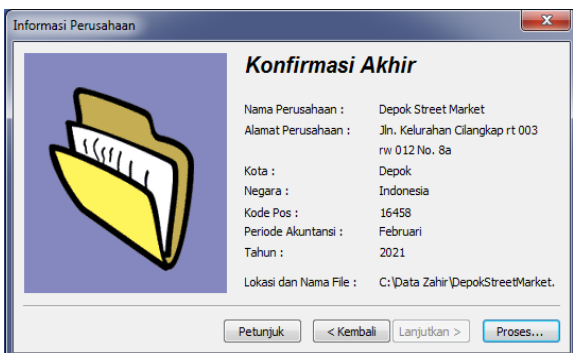 Informasi Perusahaan
Konfirmasi Akhir
Nama Perusahaan : Depok Street Market
Alamat Perusahaan : Jln. Kelurahan Cilangkap rt 003
rw 012 No. 8a
Kota : Depok
Negara : Indonesia
Kode Pos : 16458
Periode Akuntansi : Februari
Tahun : 2021
Lokasi dan Nama File : C:\Data Zahir\DepokStreetMarket.
Petunjuk < Kembali Lanjutkan > Proses...